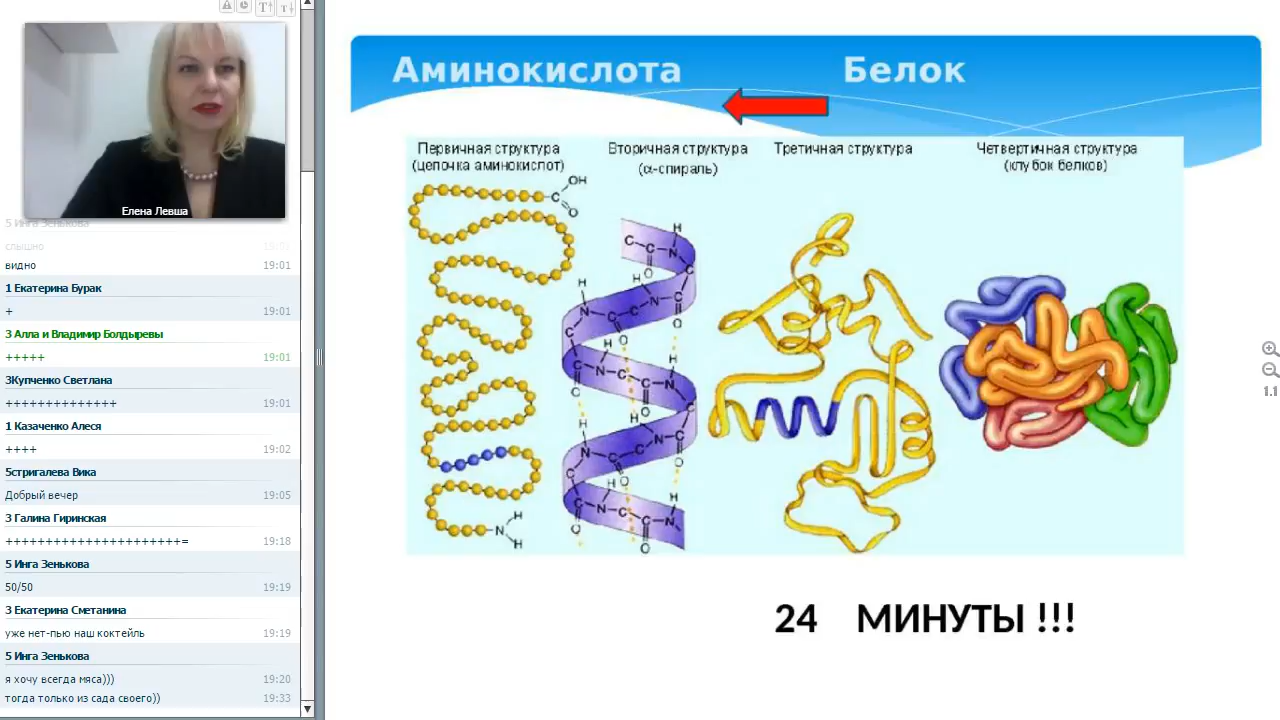 Елена Левша
5 Инга Зенькова
слышно
видно 19:01
1 Екатерина Бурак
+ 19:01
3 Алла и Владимир Болдыревы
+++++ 19:01
3Купченко Светлана
++++++++++++++ 19:01
1 Казаченко Алеся
++++ 19:02
5стригалева Вика
Добрый вечер 19:05
3 Галина Гиринская
++++++++++++++++++++++= 19:18
5 Инга Зенькова
50/50 19:19
3 Екатерина Сметанина
уже нет-пью наш коктейль 19:19
5 Инга Зенькова
я хочу всегда мяса))) 19:20
тогда только из сада своего)) 19:33
Аминокислота Белок
Первичная структура
(цепочка аминокислот)
Вторичная структура
(α-спираль)
Третичная структура
Четвертичная структура
(клубок белков)
24 МИНУТЫ !!!
1.1